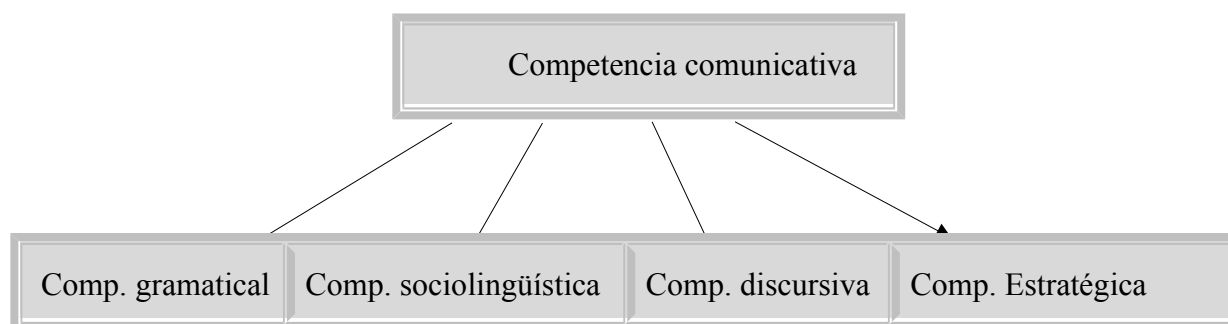 Competencia comunicativa
Comp. gramatical Comp. sociolingüística Comp. discursiva Comp. Estratégica